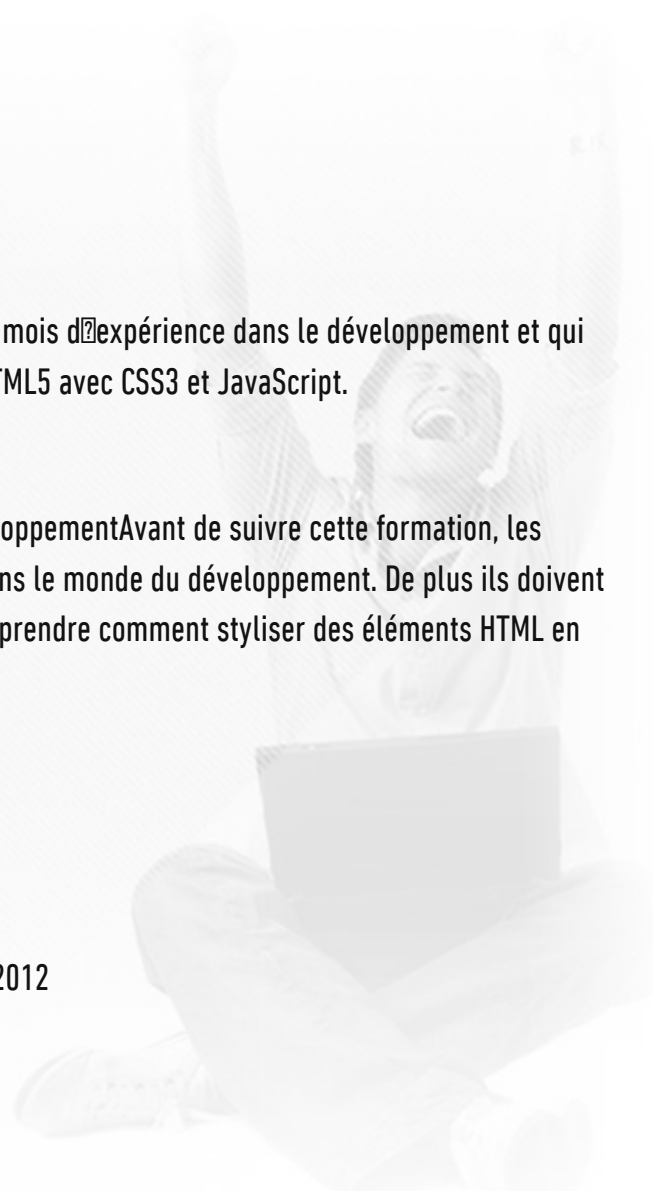 mois d�expérience dans le développement et qui
TML5 avec CSS3 et JavaScript.
oppementAvant de suivre cette formation, les
ns le monde du développement. De plus ils doivent
prendre comment styliser des éléments HTML en
2012